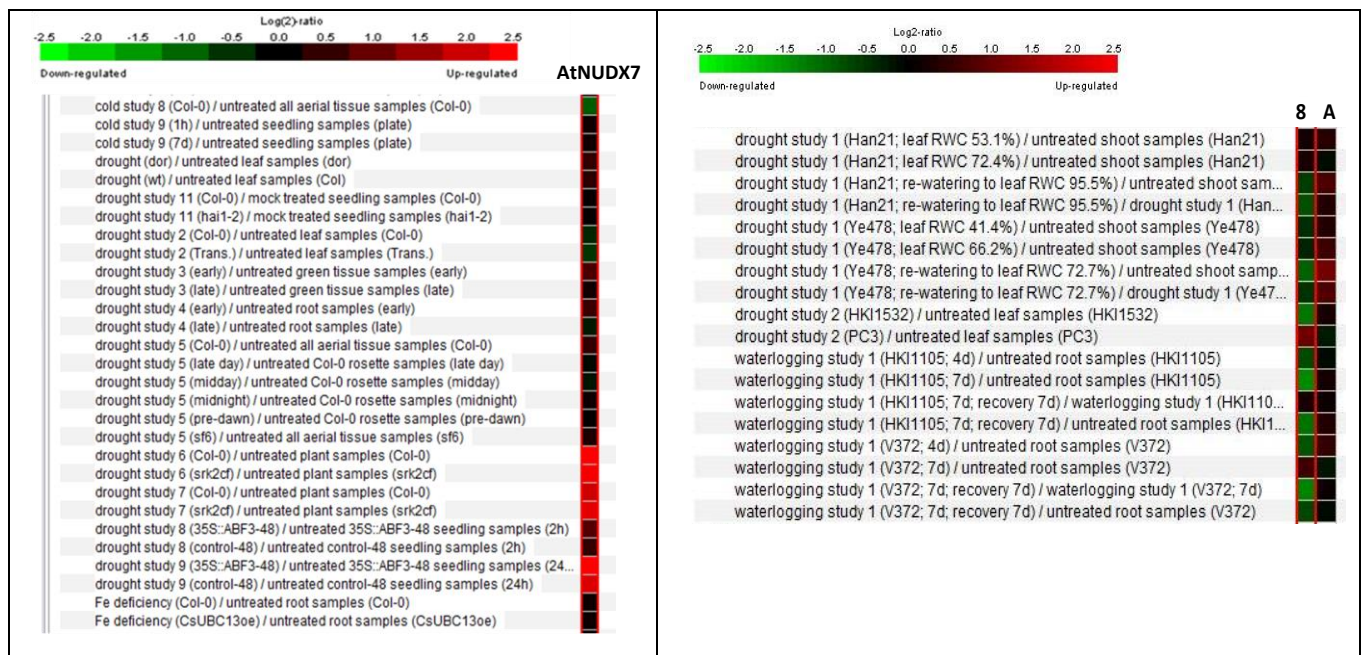 Log(2)-ratio
-2.5 -2.0 -1.5 -1.0 -0.5 0.0 0.5 1.0 1.5 2.0 2.5
Down-regulated Up-regulated AtNUDX7
cold study 8 (Col-0) / untreated all aerial tissue samples (Col-0)
cold study 9 (1h) / untreated seedling samples (plate)
cold study 9 (7d) / untreated seedling samples (plate)
drought (dor) / untreated leaf samples (dor)
drought (wt) / untreated leaf samples (Col)
drought study 11 (Col-0) / mock treated seedling samples (Col-0)
drought study 11 (hai1-2) / mock treated seedling samples (hai1-2)
drought study 2 (Col-0) / untreated leaf samples (Col-0)
drought study 2 (Trans.) / untreated leaf samples (Trans.)
drought study 3 (early) / untreated green tissue samples (early)
drought study 3 (late) / untreated green tissue samples (late)
drought study 4 (early) / untreated root samples (early)
drought study 4 (late) / untreated root samples (late)
drought study 5 (Col-0) / untreated all aerial tissue samples (Col-0)
drought study 5 (late day) / untreated Col-0 rosette samples (late day)
drought study 5 (midday) / untreated Col-0 rosette samples (midday)
drought study 5 (midnight) / untreated Col-0 rosette samples (midnight)
drought study 5 (pre-dawn) / untreated Col-0 rosette samples (pre-dawn)
drought study 5 (sf6) / untreated all aerial tissue samples (sf6)
drought study 6 (Col-0) / untreated plant samples (Col-0)
drought study 6 (srk2cf) / untreated plant samples (srk2cf)
drought study 7 (Col-0) / untreated plant samples (Col-0)
drought study 7 (srk2cf) / untreated plant samples (srk2cf)
drought study 8 (35S::ABF3-48) / untreated 35S::ABF3-48 seedling samples (2h)
drought study 8 (control-48) / untreated control-48 seedling samples (2h)
drought study 9 (35S::ABF3-48) / untreated 35S::ABF3-48 seedling samples (24...
drought study 9 (control-48) / untreated control-48 seedling samples (24h)
Fe deficiency (Col-0) / untreated root samples (Col-0)
Fe deficiency (CsUBC13oe) / untreated root samples (CsUBC13oe)
Log2-ratio
-2.5 -2.0 -1.5 -1.0 -0.5 0.0 0.5 1.0 1.5 2.0 2.5
Down-regulated Up-regulated
8 A
drought study 1 (Han21; leaf RWC 53.1%) / untreated shoot samples (Han21)
drought study 1 (Han21; leaf RWC 72.4%) / untreated shoot samples (Han21)
drought study 1 (Han21; re-watering to leaf RWC 95.5%) / untreated shoot sam...
drought study 1 (Han21; re-watering to leaf RWC 95.5%) / drought study 1 (Han...
drought study 1 (Ye478; leaf RWC 41.4%) / untreated shoot samples (Ye478)
drought study 1 (Ye478; leaf RWC 66.2%) / untreated shoot samples (Ye478)
drought study 1 (Ye478; re-watering to leaf RWC 72.7%) / untreated shoot samp...
drought study 1 (Ye478; re-watering to leaf RWC 72.7%) / drought study 1 (Ye47...
drought study 2 (HKI1532) / untreated leaf samples (HKI1532)
drought study 2 (PC3) / untreated leaf samples (PC3)
waterlogging study 1 (HKI1105; 4d) / untreated root samples (HKI1105)
waterlogging study 1 (HKI1105; 7d) / untreated root samples (HKI1105)
waterlogging study 1 (HKI1105; 7d; recovery 7d) / waterlogging study 1 (HKI110...
waterlogging study 1 (HKI1105; 7d; recovery 7d) / untreated root samples (HKI1...
waterlogging study 1 (V372; 4d) / untreated root samples (V372)
waterlogging study 1 (V372; 7d) / untreated root samples (V372)
waterlogging study 1 (V372; 7d; recovery 7d) / waterlogging study 1 (V372; 7d)
waterlogging study 1 (V372; 7d; recovery 7d) / untreated root samples (V372)